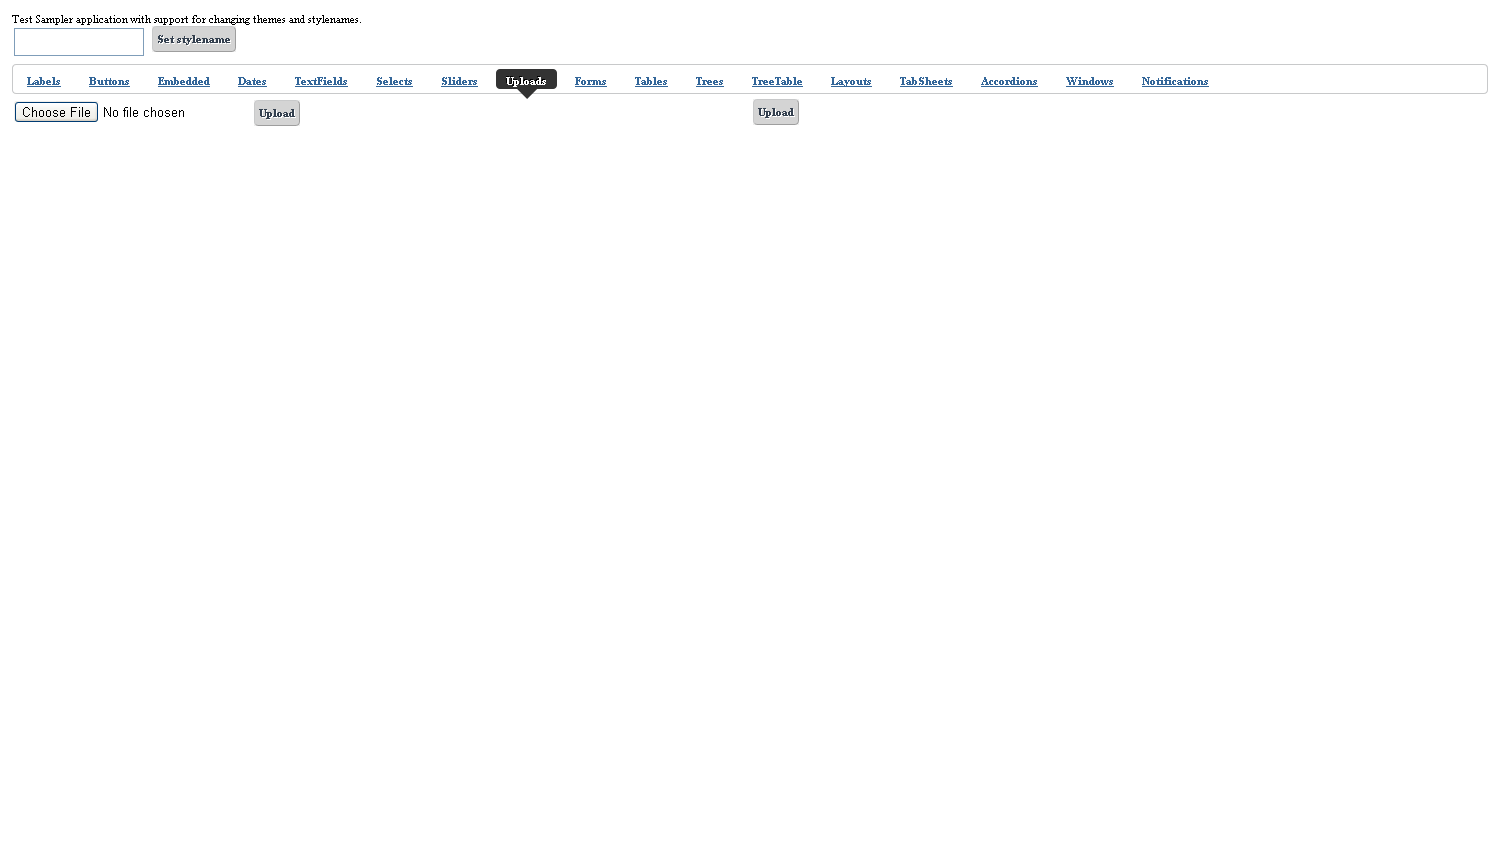 Test Sampler application with support for changing themes and stylenames.
Set stylename
Labels Buttons Embedded Dates TextFields Selects Sliders Uploads Forms Tables Trees TreeTable Layouts TabSheets Accordions Windows Notifications
Choose File No file chosen Upload Upload